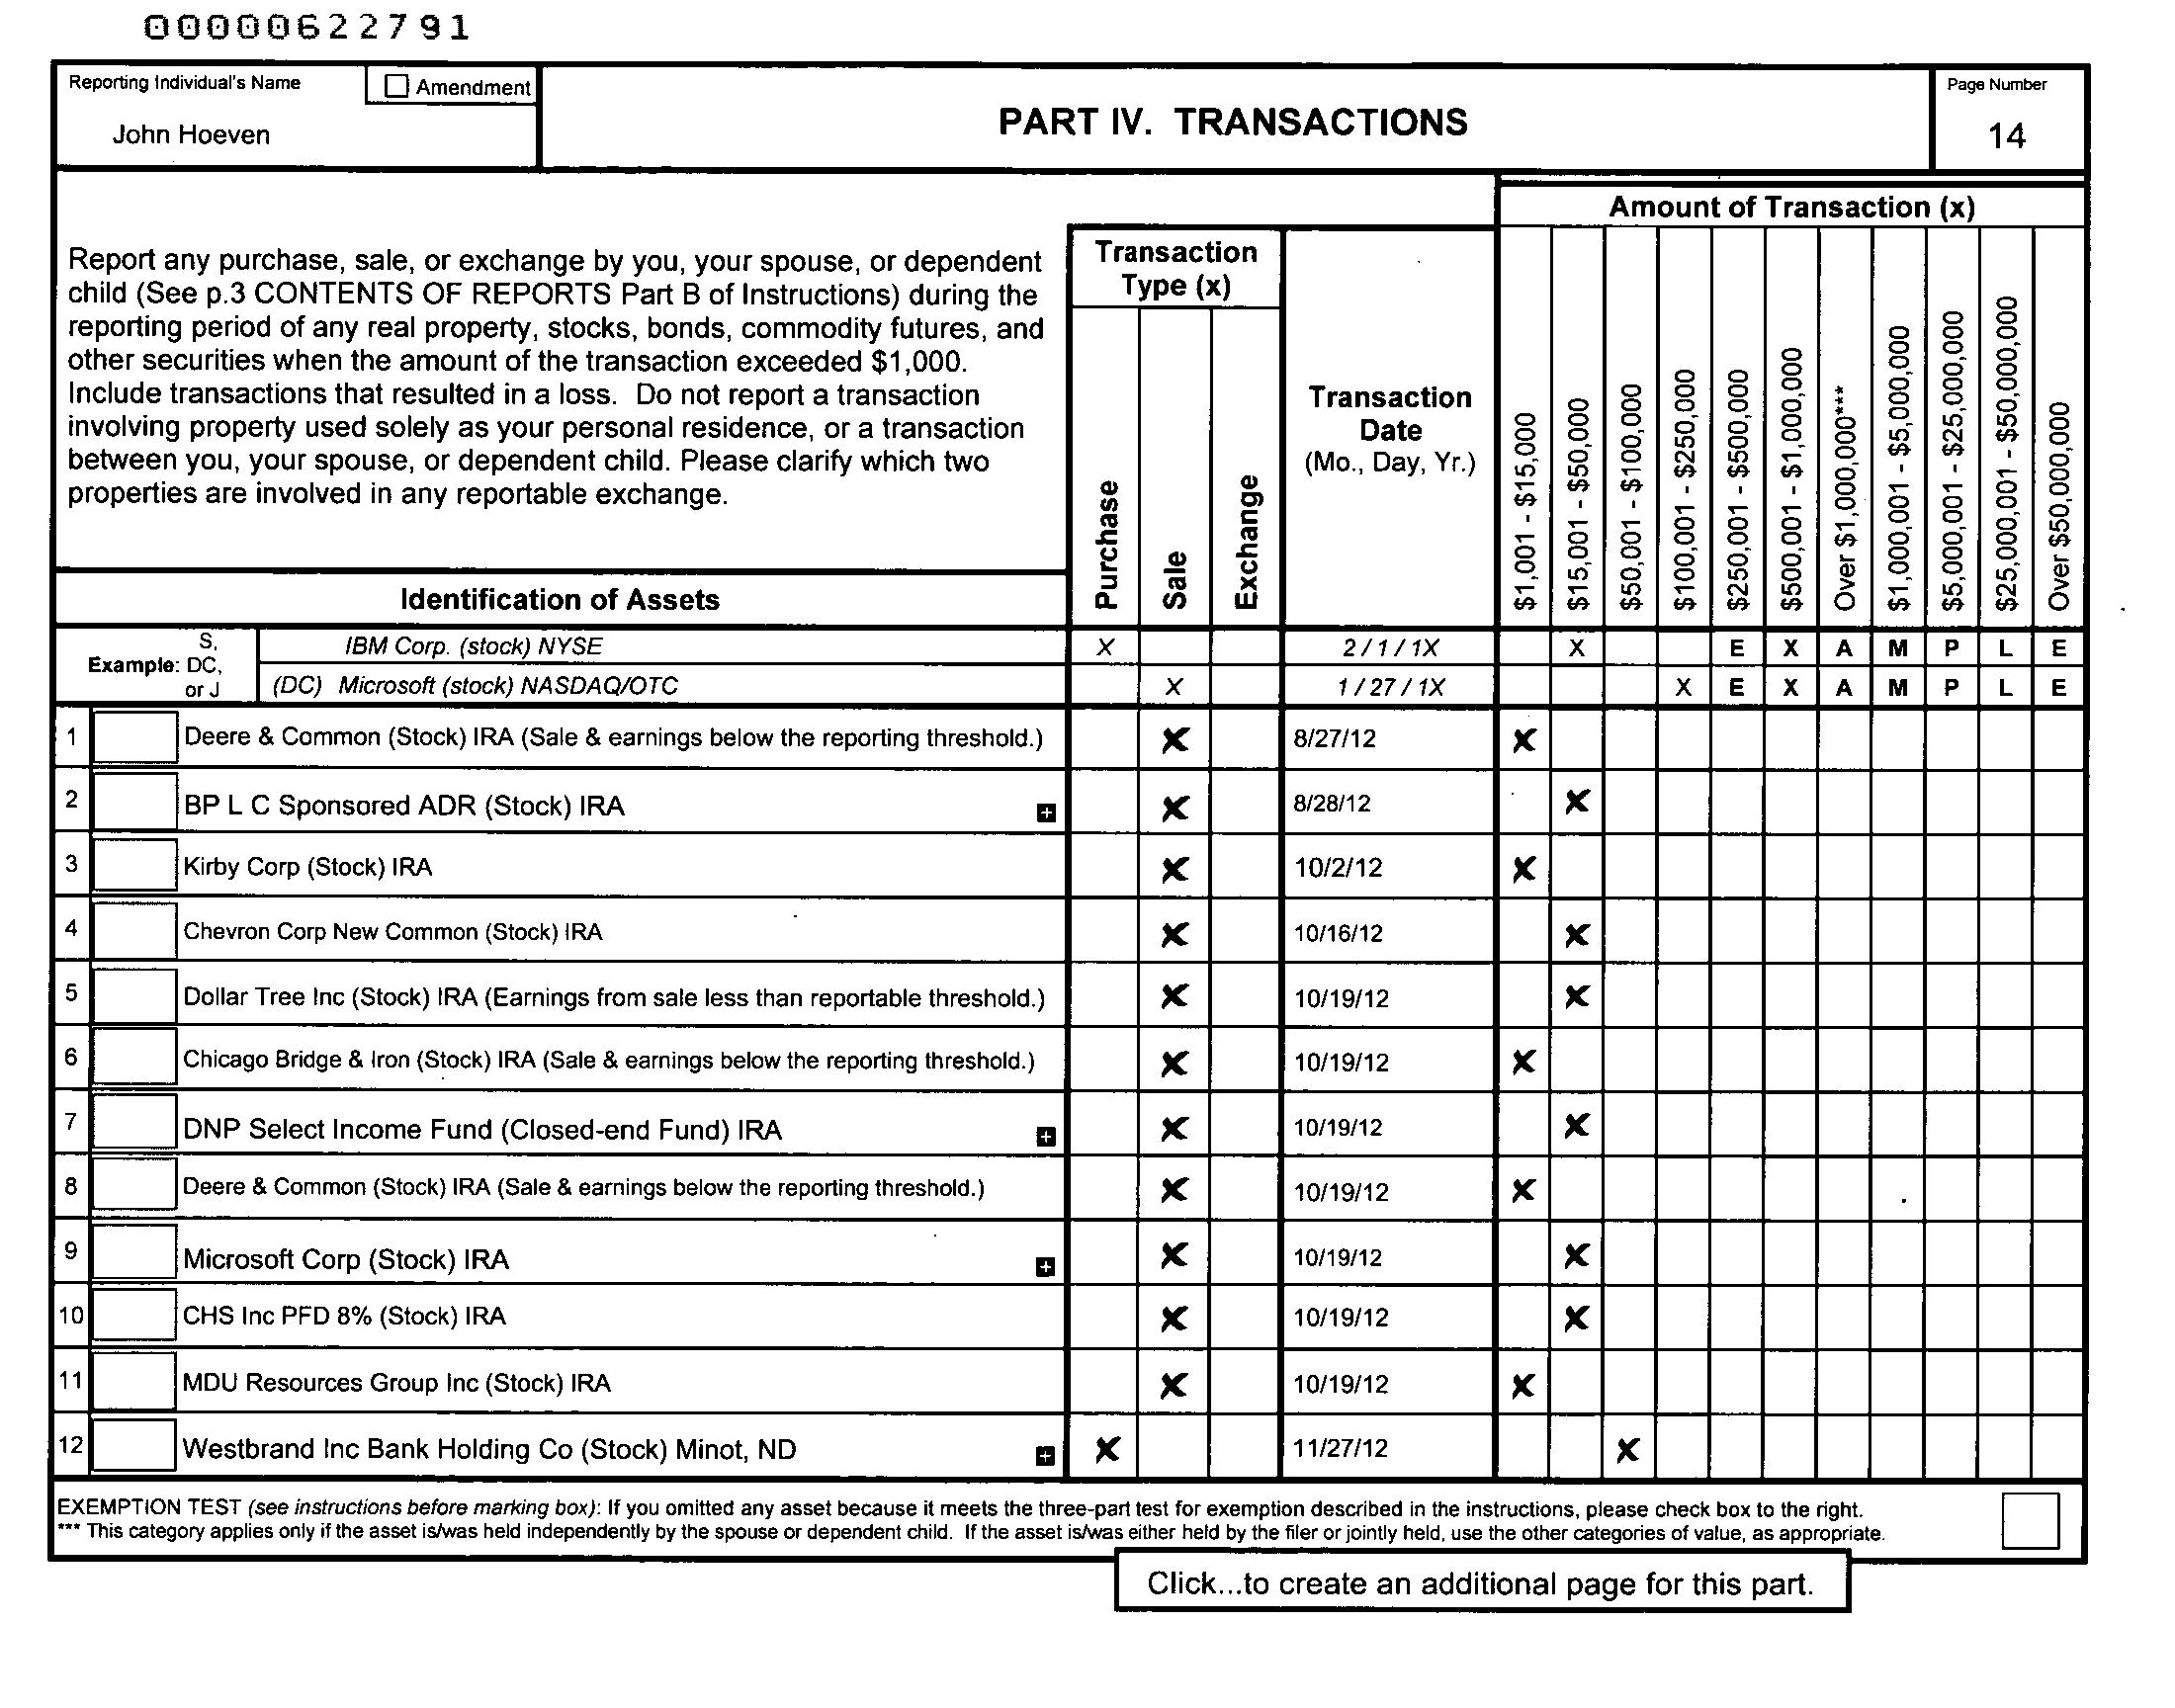 00000622791
Reporting Individual's Name
Amendment
John Hoeven
PART IV. TRANSACTIONS
Page Number
14
Amount of Transaction (x)
Report any purchase, sale, or exchange by you, your spouse, or dependent
child (See p.3 CONTENTS OF REPORTS Part B of Instructions) during the
reporting period of any real property, stocks, bonds, commodity futures, and
other securities when the amount of the transaction exceeded $1,000.
Include transactions that resulted in a loss. Do not report a transaction
involving property used solely as your personal residence, or a transaction
between you, your spouse, or dependent child. Please clarify which two
properties are involved in any reportable exchange.
Transaction
Type (x)
Purchase
Sale
Exchange
Transaction
Date
(Mo., Day, Yr.)
$1,001 - $15,000
$15,001 - $50,000
$50,001 - $100,000
$100,001 - $250,000
$250,001 - $500,000
$500,001 - $1,000,000
Over $1,000,000***
$1,000,001 - $5,000,000
$5,000,001 - $25,000,000
$25,000,001 - $50,000,000
Over $50,000,000
Identification of Assets
Example: S, DC, or J
IBM Corp. (stock) NYSE X 2 / 1 / 1X X E X A M P L E
(DC) Microsoft (stock) NASDAQ/OTC X 1 / 27 / 1X X E X A M P L E
1 Deere & Common (Stock) IRA (Sale & earnings below the reporting threshold.) X 8/27/12 X
2 BP L C Sponsored ADR (Stock) IRA + X 8/28/12 X
3 Kirby Corp (Stock) IRA X 10/2/12 X
4 Chevron Corp New Common (Stock) IRA X 10/16/12 X
5 Dollar Tree Inc (Stock) IRA (Earnings from sale less than reportable threshold.) X 10/19/12 X
6 Chicago Bridge & Iron (Stock) IRA (Sale & earnings below the reporting threshold.) X 10/19/12 X
7 DNP Select Income Fund (Closed-end Fund) IRA + X 10/19/12 X
8 Deere & Common (Stock) IRA (Sale & earnings below the reporting threshold.) X 10/19/12 X
9 Microsoft Corp (Stock) IRA + X 10/19/12 X
10 CHS Inc PFD 8% (Stock) IRA X 10/19/12 X
11 MDU Resources Group Inc (Stock) IRA X 10/19/12 X
12 Westbrand Inc Bank Holding Co (Stock) Minot, ND + X 11/27/12 X
EXEMPTION TEST (see instructions before marking box): If you omitted any asset because it meets the three-part test for exemption described in the instructions, please check box to the right.
*** This category applies only if the asset is/was held independently by the spouse or dependent child. If the asset is/was either held by the filer or jointly held, use the other categories of value, as appropriate.
Click...to create an additional page for this part.